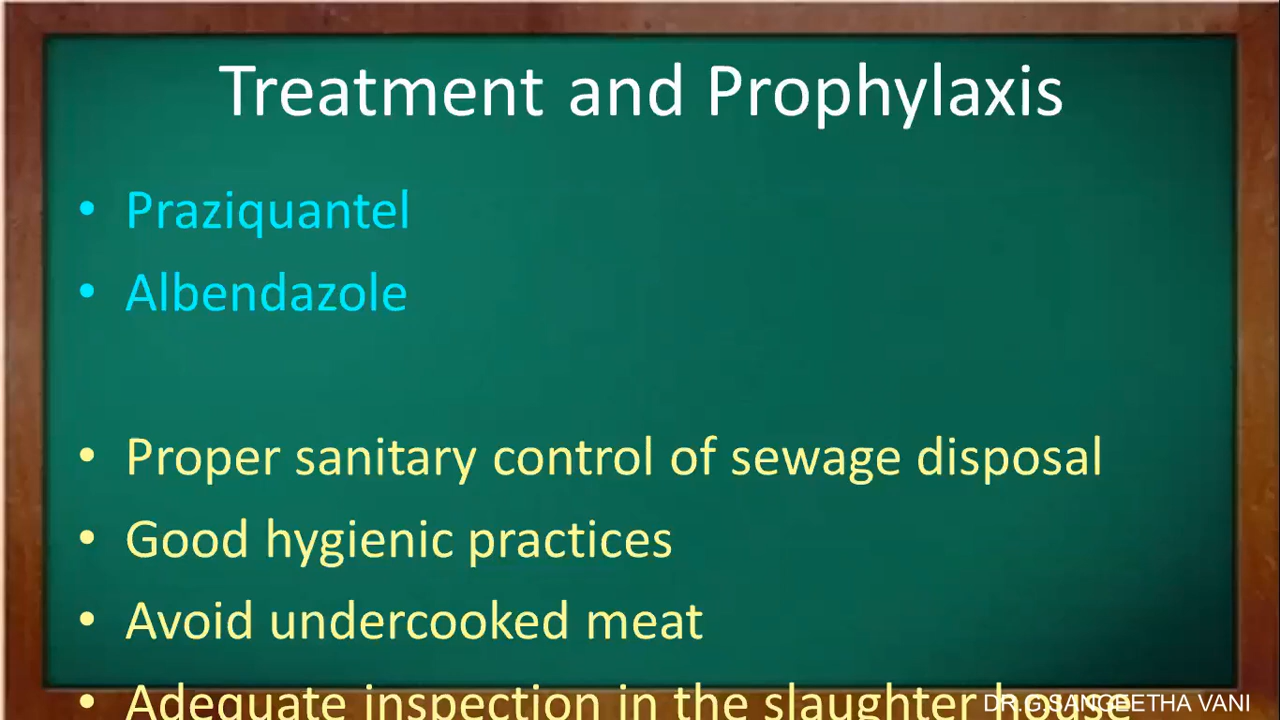 Treatment and Prophylaxis
• Praziquantel
• Albendazole
• Proper sanitary control of sewage disposal
• Good hygienic practices
• Avoid undercooked meat
• Adequate inspection in the slaughter house
DR.G.SANGEETHA VANI